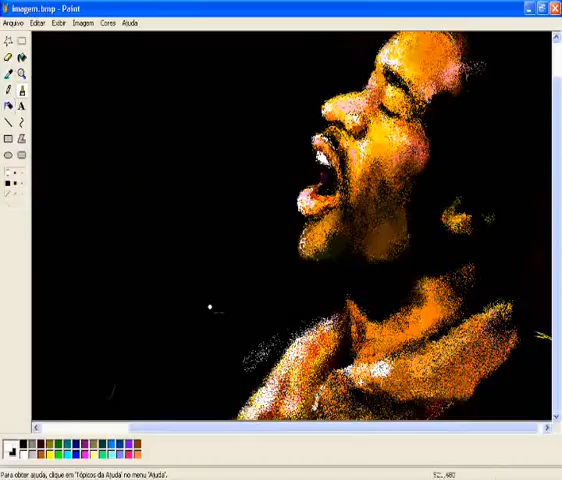 imagem.bmp - Paint
Arquivo Editar Exibir Imagem Cores Ajuda
A
Para obter ajuda, clique em 'Tópicos da Ajuda' no menu 'Ajuda'.